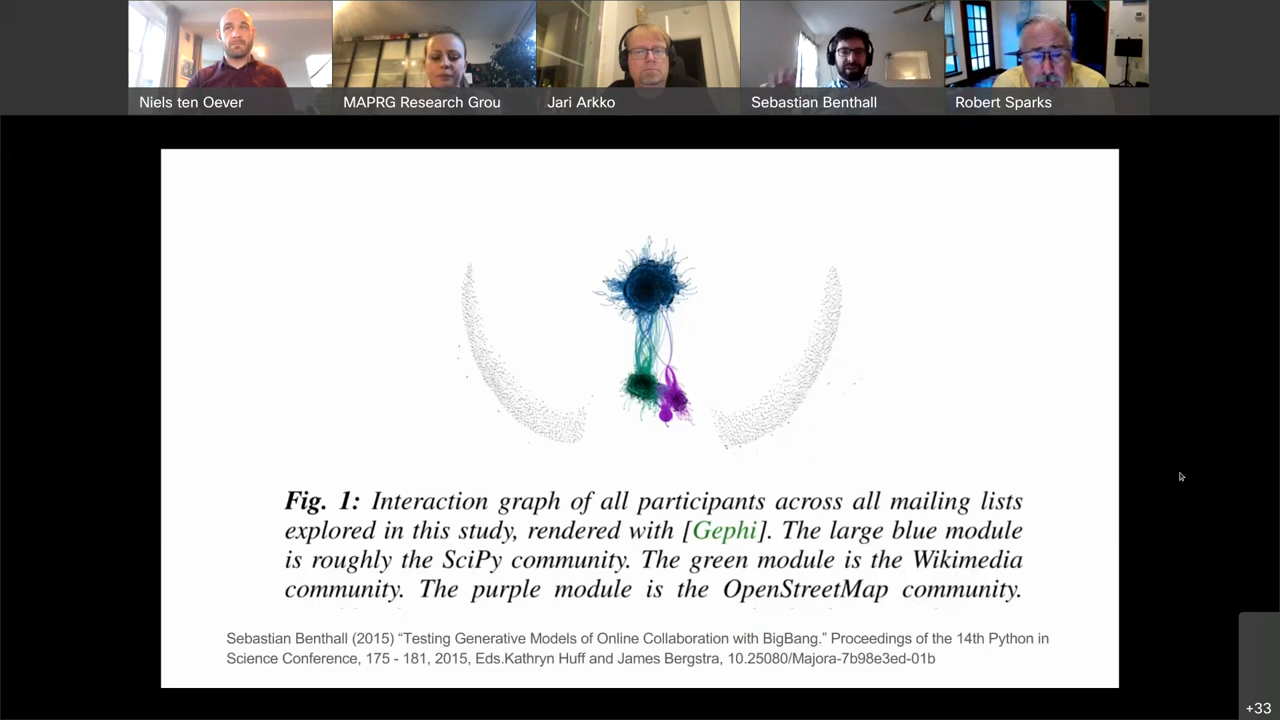 Niels ten Oever
MAPRG Research Grou
Jari Arkko
Sebastian Benthall
Robert Sparks
Fig. 1: Interaction graph of all participants across all mailing lists
explored in this study, rendered with [Gephi]. The large blue module
is roughly the SciPy community. The green module is the Wikimedia
community. The purple module is the OpenStreetMap community.
Sebastian Benthall (2015) “Testing Generative Models of Online Collaboration with BigBang.” Proceedings of the 14th Python in
Science Conference, 175 - 181, 2015, Eds.Kathryn Huff and James Bergstra, 10.25080/Majora-7b98e3ed-01b
+33